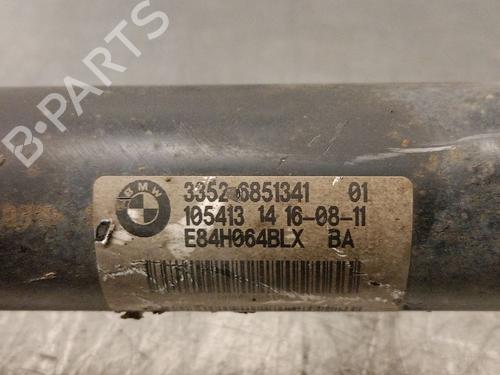 B-PARTS
BMW
3352 6851341 01
105413 14 16-08-11
E84H064BLX BA